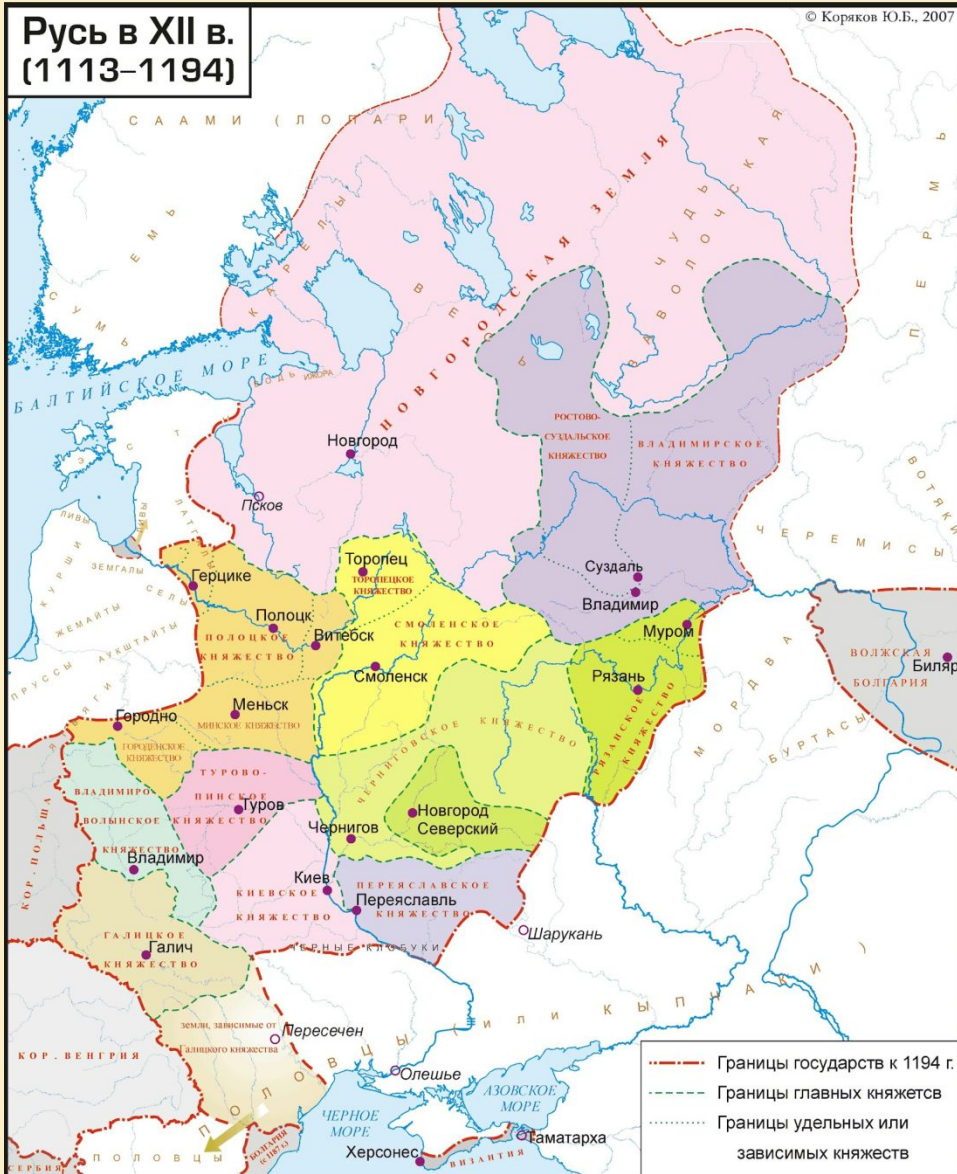 Русь в XII в.
(1113–1194)
© Коряков Ю.Б., 2007
СААМИ (ЛОПАРИ)
СУМЬ
ЕМЬ
КАРЕЛЫ
ВЕСЬ
НОВГОРОДСКАЯ ЗЕМЛЯ
ЗАВОЛОЧСКАЯ
ЧУДЬ
ПЕРМЬ
БАЛТИЙСКОЕ МОРЕ
ВОДЬ
ИЖОРА
Новгород
РОСТОВО-
СУЗДАЛЬСКОЕ
КНЯЖЕСТВО
ВЛАДИМИРСКОЕ
КНЯЖЕСТВО
ВОТЯКИ
Псков
ЛИВЫ
ЛИВЫ
ЛАТГАЛЫ
ЧЕРЕМИСЫ
КУРШИ
ЗЕМГАЛЫ
СЕЛЫ
Торопец
ТОРОПЕЦКОЕ
КНЯЖЕСТВО
Суздаль
Герцике
Владимир
ЖЕМАЙТЫ
Полоцк
СМОЛЕНСКОЕ
КНЯЖЕСТВО
Муром
ПОЛОЦКОЕ
КНЯЖЕСТВО
Витебск
МОРДВА
ВОЛЖСКАЯ
БОЛГАРИЯ
Биляр
ПРУССЫ
АУКШТАЙТЫ
Смоленск
Рязань
РЯЗАНСКОЕ
КНЯЖЕСТВО
БУРТАСЫ
ЯТВЯГИ
Городно
Меньск
МИНСКОЕ КНЯЖЕСТВО
ЧЕРНИГОВСКОЕ КНЯЖЕСТВО
ГОРОДЕНСКОЕ
КНЯЖЕСТВО
ТУРОВО-
ПИНСКОЕ
КНЯЖЕСТВО
Туров
ВЛАДИМИРО-
ВОЛЫНСКОЕ
КНЯЖЕСТВО
Новгород
Северский
КОР. ПОЛЬША
Чернигов
Владимир
Киев
КИЕВСКОЕ
КНЯЖЕСТВО
ПЕРЕЯСЛАВСКОЕ
КНЯЖЕСТВО
Переяславль
ГАЛИЦКОЕ
КНЯЖЕСТВО
Галич
ЧЕРНЫЕ КЛОБУКИ
Шарукань
земли, зависимые от
Галицкого княжества
Пересечен
ПОЛОВЦЫ (ИЛИ КЫПЧАКИ)
КОР. ВЕНГРИЯ
Олешье
АЗОВСКОЕ
МОРЕ
ЧЕРНОЕ
МОРЕ
Таматарха
БОЛГАРИЯ
(с 1187 г.)
ПОЛОВЦЫ
СЕРБИЯ
Херсонес
ВИЗАНТИЯ
Границы государств к 1194 г.
Границы главных княжетсв
Границы удельных или
зависимых княжеств